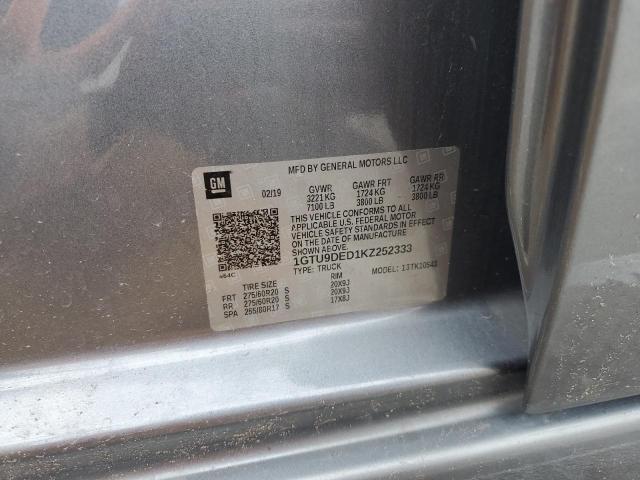 MFD BY GENERAL MOTORS LLC
GM
02/19 GVWR GAWR FRT GAWR RR
3221 KG 1724 KG 1724 KG
7100 LB 3800 LB 3800 LB
THIS VEHICLE CONFORMS TO ALL
APPLICABLE U.S. FEDERAL MOTOR
VEHICLE SAFETY STANDARDS IN EFFECT
ON THE DATE OF MANUFACTURE
SHOWN ABOVE.
1GTU9DED1KZ252333
TYPE: TRUCK MODEL: 13TK10543
TIRE SIZE RIM
FRT 275/60R20 S 20X9J
RR 275/60R20 S 20X9J
SPA 255/80R17 S 17X8J